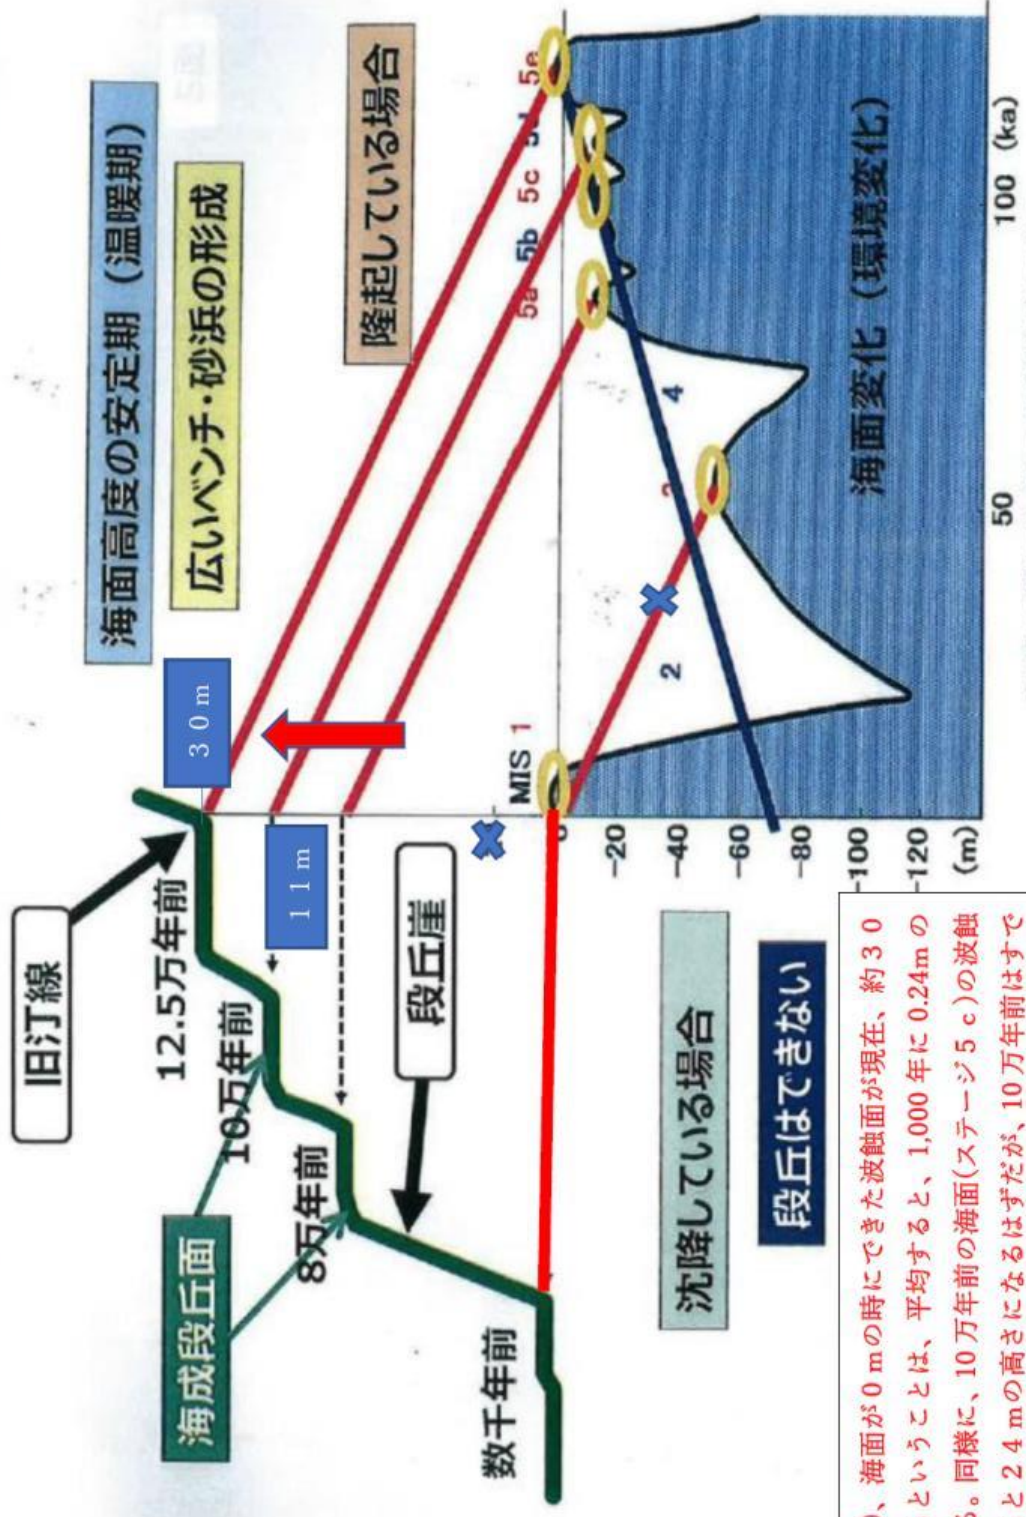 海面高度の安定期（温暖期）
広いベンチ・砂浜の形成
隆起している場合
旧汀線
30m
12.5万年前
11m
10万年前
海成段丘面
8万年前
段丘崖
数千年前
MIS 1
2
4
5a 5b 5c 5d 5e
0
-20
-40
-60
-80
-100
-120
(m)
50
100 (ka)
海面変化（環境変化）
沈降している場合
段丘はできない
、海面が0mの時にできた波蝕面が現在、約30
ということは、平均すると、1,000年に0.24mの
。同様に、10万年前の海面(ステージ5c)の波蝕
と24mの高さになるはずだが、10万年前はすで